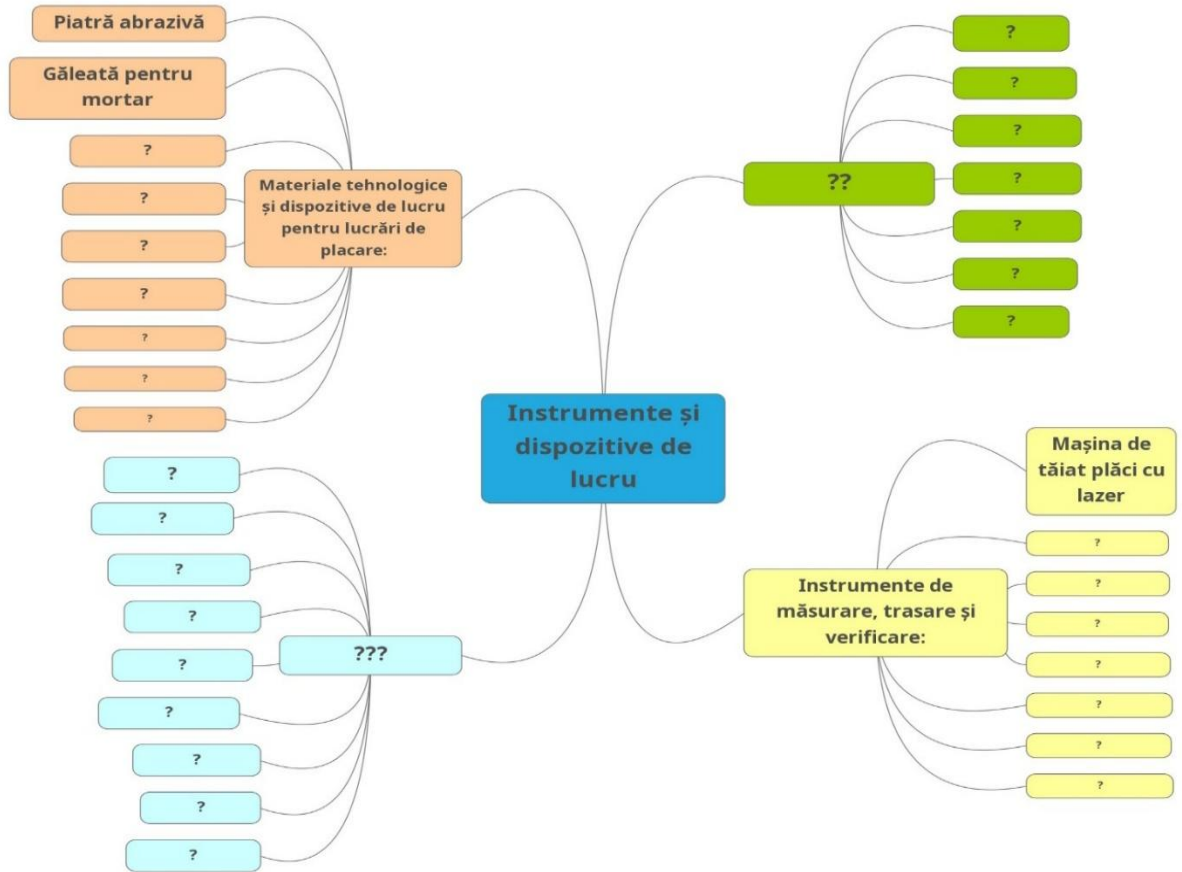 Piatră abrazivă
Găleată pentru
mortar
?
?
?
?
?
?
?
Materiale tehnologice
și dispozitive de lucru
pentru lucrări de
placare:
??
?
?
?
?
?
?
?
Instrumente și
dispozitive de
lucru
Mașina de
tăiat plăci cu
lazer
?
?
?
?
?
?
?
Instrumente de
măsurare, trasare și
verificare:
?
?
?
?
?
?
?
?
?
???